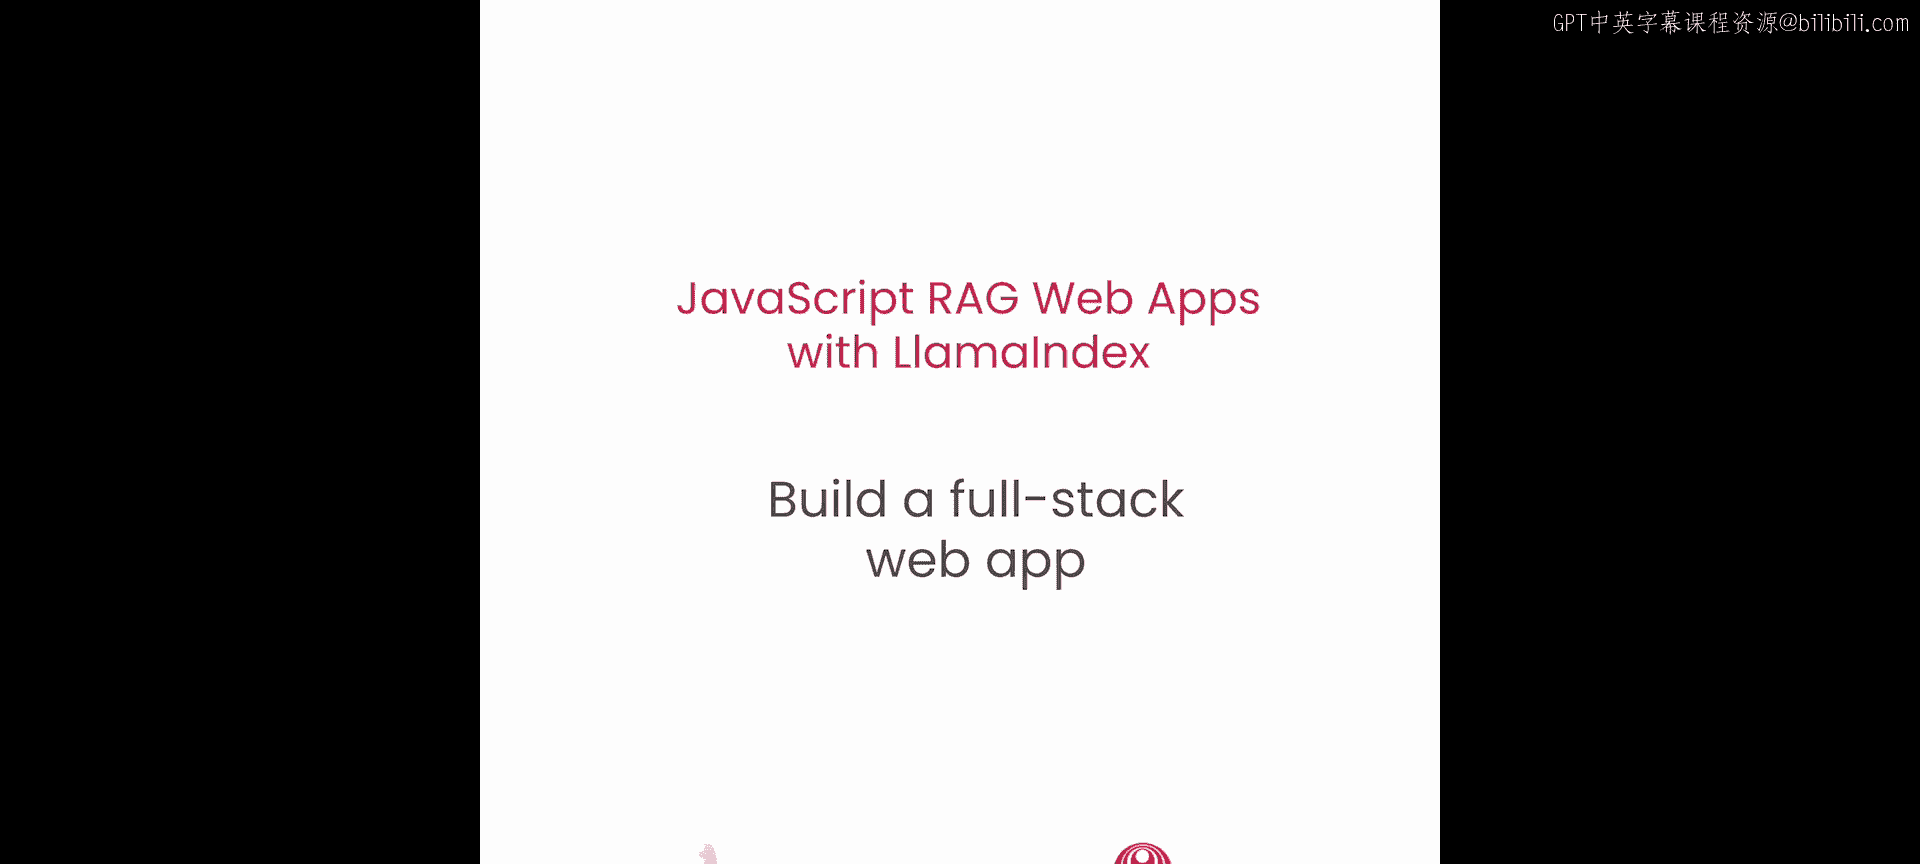 GPT中英字幕课程资源@bilibili.com
JavaScript RAG Web Apps
with LlamaIndex
Build a full-stack
web app